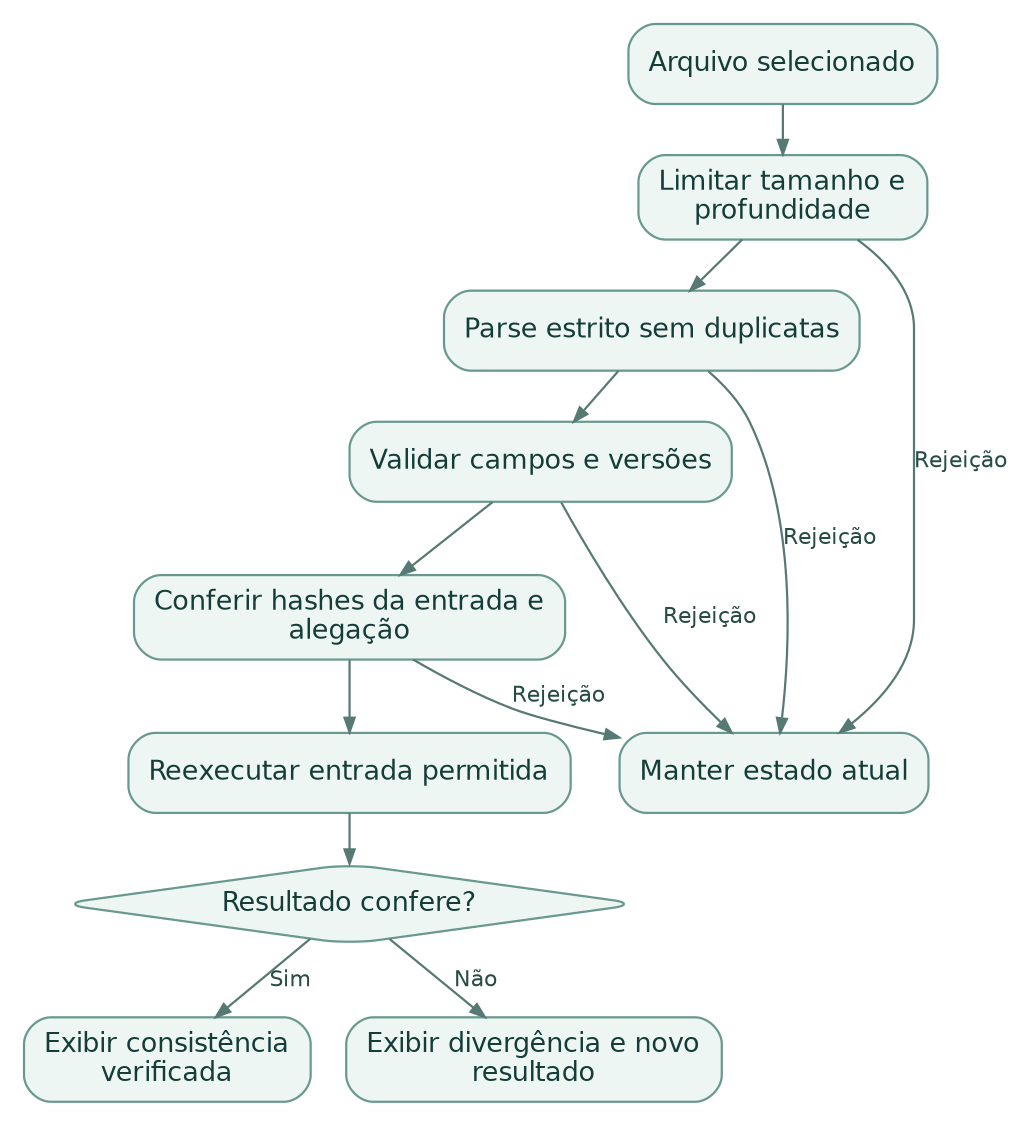 Arquivo selecionado
Limitar tamanho e
profundidade
Parse estrito sem duplicatas
Validar campos e versões
Rejeição
Rejeição
Conferir hashes da entrada e
alegação
Rejeição
Rejeição
Reexecutar entrada permitida
Manter estado atual
Resultado confere?
Sim
Não
Exibir consistência
verificada
Exibir divergência e novo
resultado